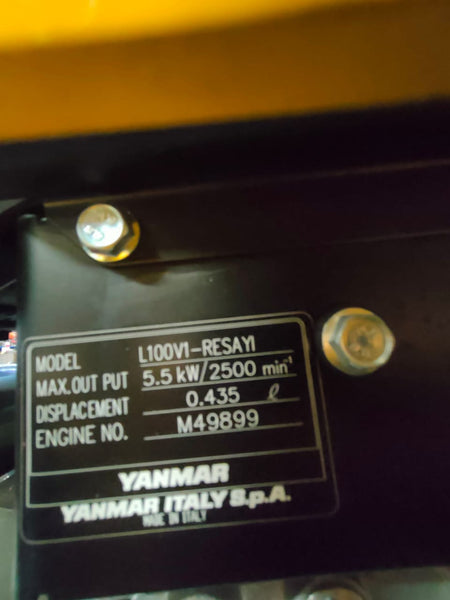 MODEL L100V1-RESAY1
MAX. OUT PUT 5.5 kW/2500 min⁻¹
DISPLACEMENT 0.435 ℓ
ENGINE NO. M49899
YANMAR
YANMAR ITALY S.p.A.
MADE IN ITALY